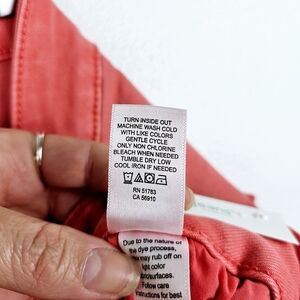 TURN INSIDE OUT
MACHINE WASH COLD
WITH LIKE COLORS
GENTLE CYCLE
ONLY NON CHLORINE
BLEACH WHEN NEEDED
TUMBLE DRY LOW
COOL IRON IF NEEDED
RN 51783
CA 56910
Due to the nature of
the dye process,
may rub off on
light color
Follow care
instructions for best